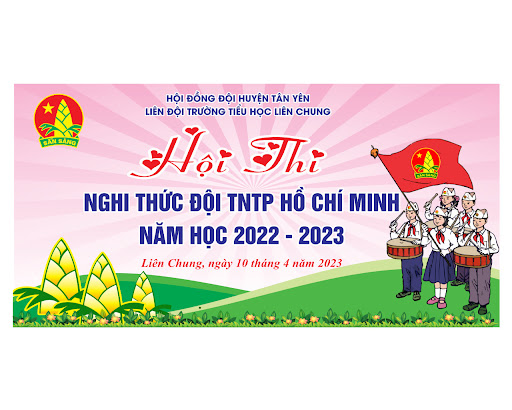 HỘI ĐỒNG ĐỘI HUYỆN TÂN YÊN
LIÊN ĐỘI TRƯỜNG TIỂU HỌC LIÊN CHUNG
SẴN SÀNG
Hội Thi
NGHI THỨC ĐỘI TNTP HỒ CHÍ MINH
NĂM HỌC 2022 - 2023
Liên Chung, ngày 10 tháng 4 năm 2023